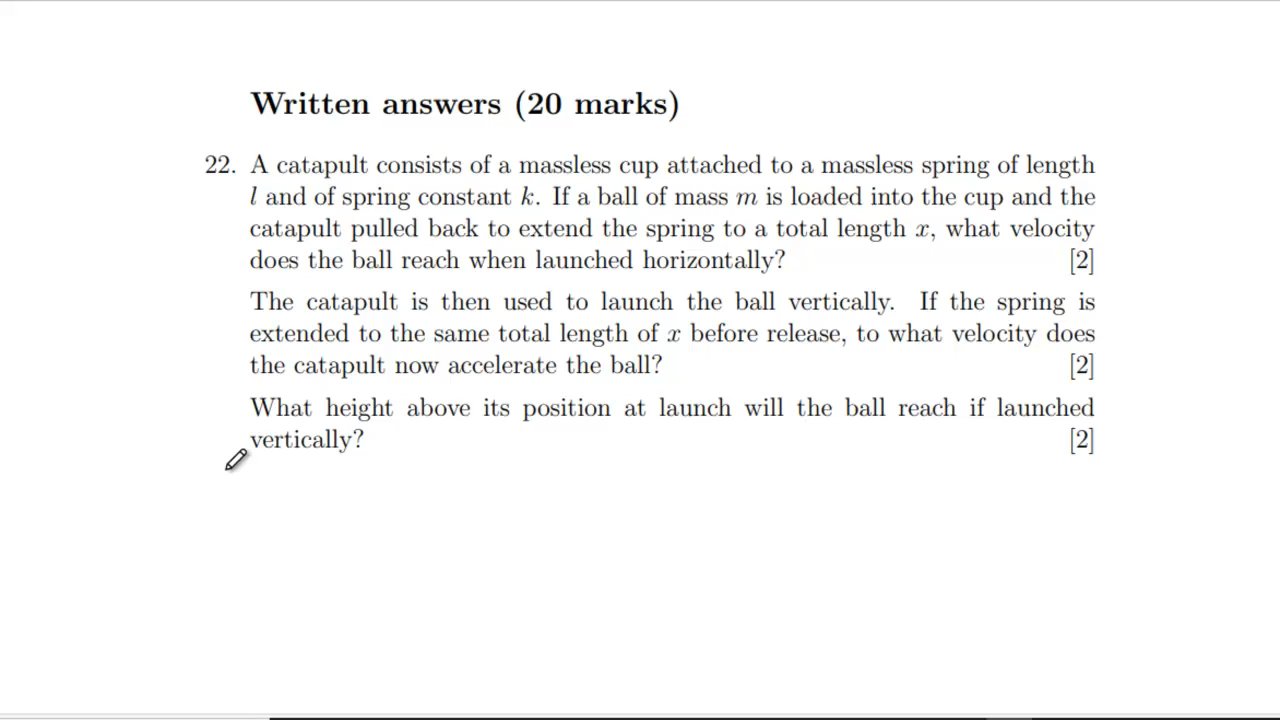 Written answers (20 marks)
22. A catapult consists of a massless cup attached to a massless spring of length
l and of spring constant k. If a ball of mass m is loaded into the cup and the
catapult pulled back to extend the spring to a total length x, what velocity
does the ball reach when launched horizontally? [2]
The catapult is then used to launch the ball vertically. If the spring is
extended to the same total length of x before release, to what velocity does
the catapult now accelerate the ball? [2]
What height above its position at launch will the ball reach if launched
vertically? [2]